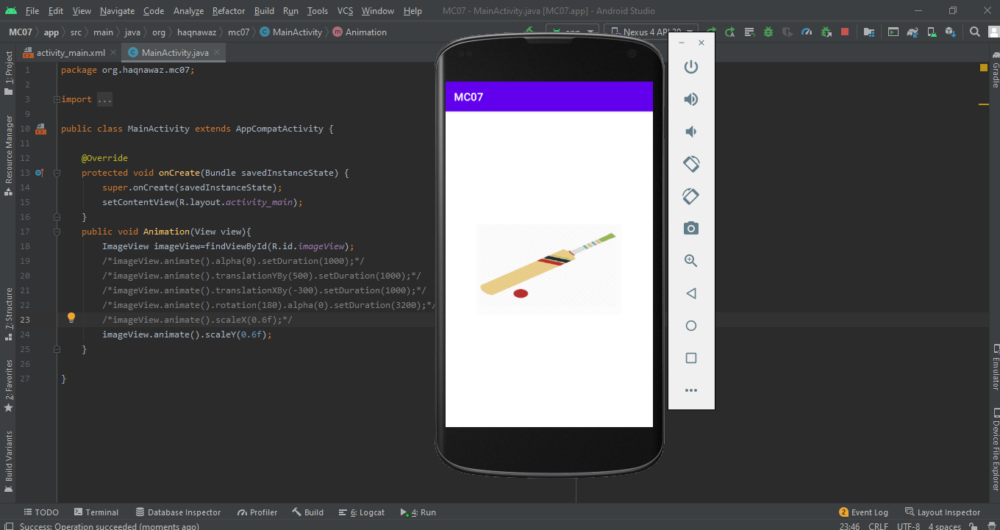 File Edit View Navigate Code Analyze Refactor Build Run Tools VCS Window Help MC07 - MainActivity.java [MC07.app] - Android Studio
MC07 app src main java org haqnawaz mc07 MainActivity Animation Nexus 4 API 30
activity_main.xml MainActivity.java
1 package org.haqnawaz.mc07;
2
3 import ...
9
10 public class MainActivity extends AppCompatActivity {
11
12 @Override
13 protected void onCreate(Bundle savedInstanceState) {
14 super.onCreate(savedInstanceState);
15 setContentView(R.layout.activity_main);
16 }
17 public void Animation(View view){
18 ImageView imageView=findViewById(R.id.imageView);
19 /*imageView.animate().alpha(0).setDuration(1000);*/
20 /*imageView.animate().translationYBy(500).setDuration(1000);*/
21 /*imageView.animate().translationXBy(-300).setDuration(1000);*/
22 /*imageView.animate().rotation(180).alpha(0).setDuration(3200);*/
23 /*imageView.animate().scaleX(0.6f);*/
24 imageView.animate().scaleY(0.6f);
25 }
26
27 }
1: Project
Resource Manager
7: Structure
2: Favorites
Build Variants
MC07
Gradle
Emulator
Device File Explorer
TODO Terminal Database Inspector Profiler Build 6: Logcat 4: Run 2 Event Log Layout Inspector
Success: Operation succeeded (moments ago) 23:46 CRLF UTF-8 4 spaces